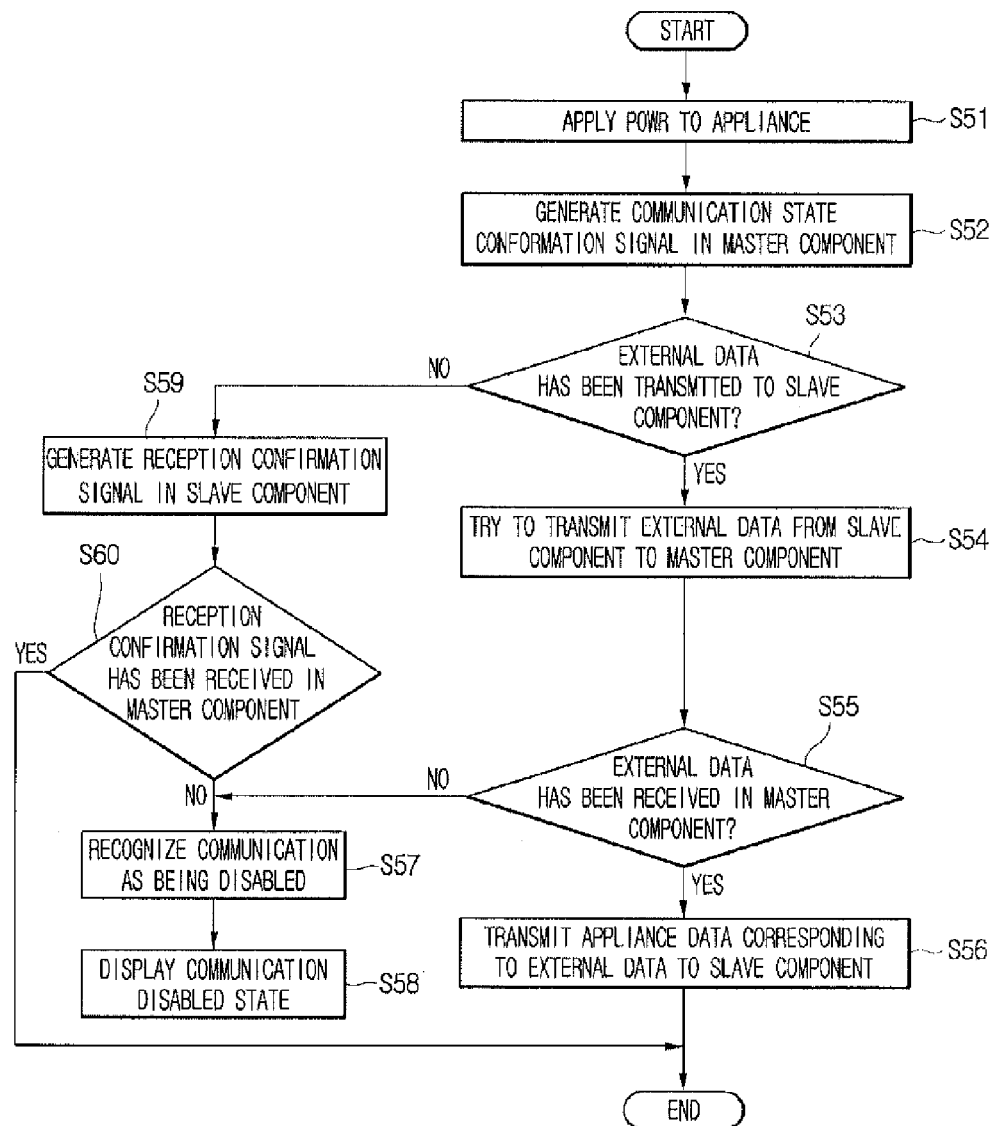 START
APPLY POWR TO APPLIANCE
S51
GENERATE COMMUNICATION STATE
CONFORMATION SIGNAL IN MASTER COMPONENT
S52
S53
EXTERNAL DATA
HAS BEEN TRANSMTTED TO SLAVE
COMPONENT?
NO
YES
S59
GENERATE RECEPTION CONFIRMATION
SIGNAL IN SLAVE COMPONENT
TRY TO TRANSMIT EXTERNAL DATA FROM SLAVE
COMPONENT TO MASTER COMPONENT
S54
S60
RECEPTION
CONFIRMATION SIGNAL
HAS BEEN RECEIVED IN
MASTER COMPONENT
YES
NO
S55
EXTERNAL DATA
HAS BEEN RECEIVED IN MASTER
COMPONENT?
NO
YES
RECOGNIZE COMMUNICATION
AS BEING DISABLED
S57
TRANSMIT APPLIANCE DATA CORRESPONDING
TO EXTERNAL DATA TO SLAVE COMPONENT
S56
DISPLAY COMMUNICATION
DISABLED STATE
S58
END